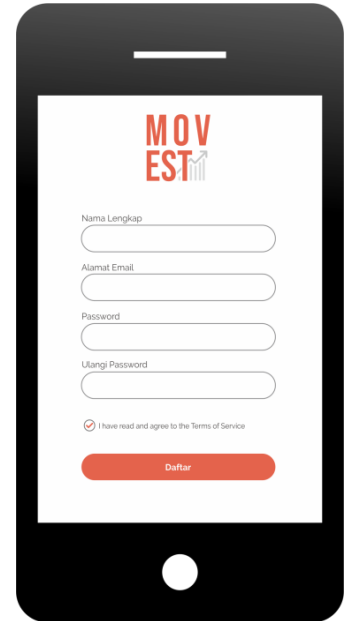 MOV
EST
Nama Lengkap
Alamat Email
Password
Ulangi Password
I have read and agree to the Terms of Service
Daftar